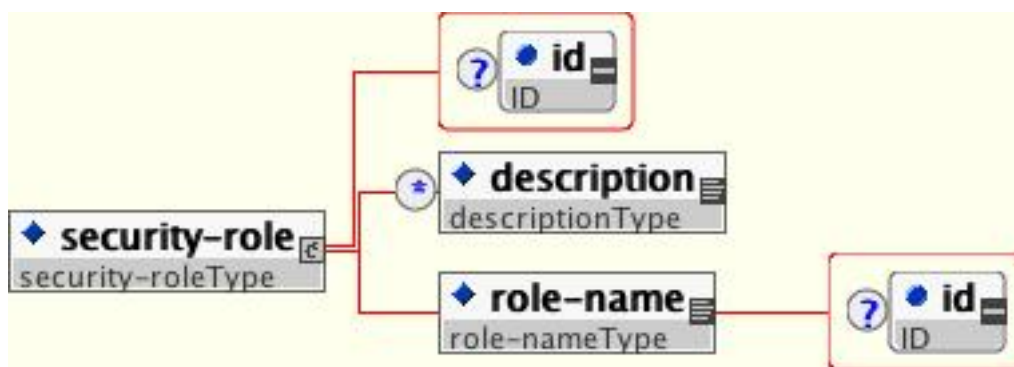 ? id
ID
* description
descriptionType
security-role
security-roleType
role-name
role-nameType
? id
ID